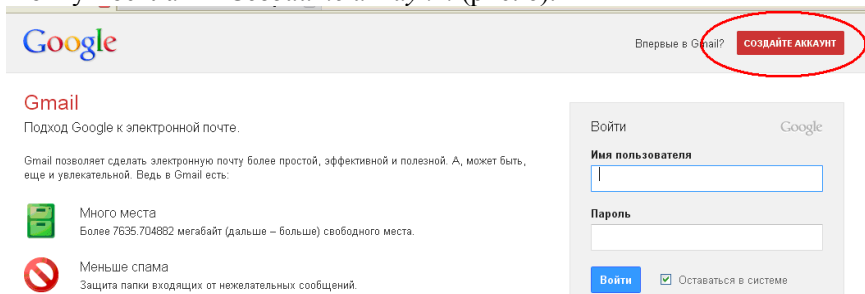 Google
Впервые в Gmail? СОЗДАЙТЕ АККАУНТ
Gmail
Подход Google к электронной почте.
Gmail позволяет сделать электронную почту более простой, эффективной и полезной. А, может быть,
еще и увлекательной. Ведь в Gmail есть:
Много места
Более 7635.704882 мегабайт (дальше – больше) свободного места.
Меньше спама
Защита папки входящих от нежелательных сообщений.
Войти Google
Имя пользователя
Пароль
Войти Оставаться в системе